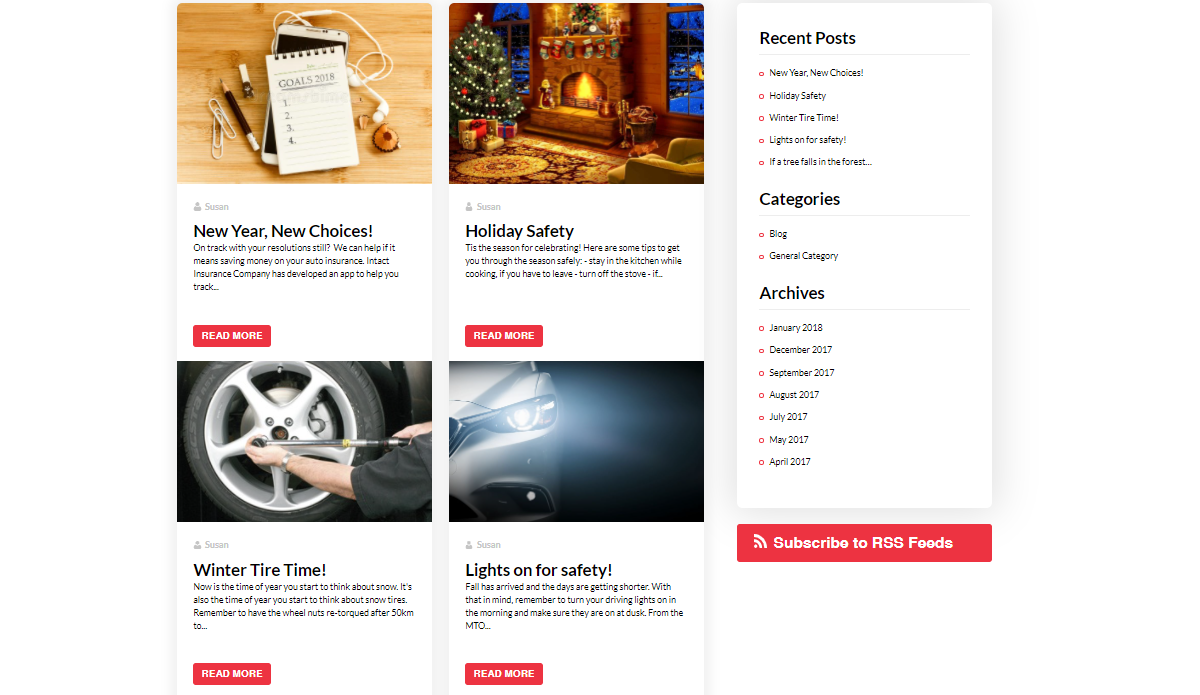 GOALS 2018
1.
2.
3.
4.
Susan
New Year, New Choices!
On track with your resolutions still? We can help if it
means saving money on your auto insurance. Intact
Insurance Company has developed an app to help you
track...
READ MORE
Susan
Holiday Safety
Tis the season for celebrating! Here are some tips to get
you through the season safely: - stay in the kitchen while
cooking, if you have to leave - turn off the stove - if...
READ MORE
Susan
Winter Tire Time!
Now is the time of year you start to think about snow. It's
also the time of year you start to think about snow tires.
Remember to have the wheel nuts re-torqued after 50km
to...
READ MORE
Susan
Lights on for safety!
Fall has arrived and the days are getting shorter. With
that in mind, remember to turn your driving lights on in
the morning and make sure they are on at dusk. From the
MTO...
READ MORE
Recent Posts
New Year, New Choices!
Holiday Safety
Winter Tire Time!
Lights on for safety!
If a tree falls in the forest...
Categories
Blog
General Category
Archives
January 2018
December 2017
September 2017
August 2017
July 2017
May 2017
April 2017
Subscribe to RSS Feeds